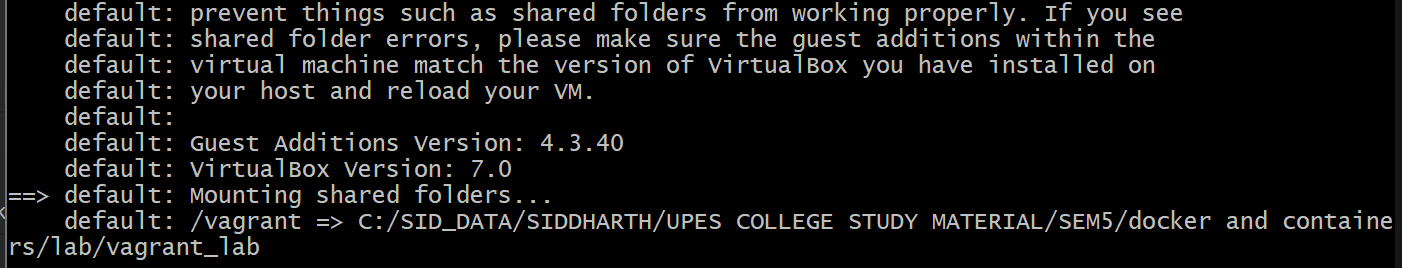 default: prevent things such as shared folders from working properly. If you see
default: shared folder errors, please make sure the guest additions within the
default: virtual machine match the version of VirtualBox you have installed on
default: your host and reload your VM.
default:
default: Guest Additions Version: 4.3.40
default: VirtualBox Version: 7.0
==> default: Mounting shared folders...
default: /vagrant => C:/SID_DATA/SIDDHARTH/UPES COLLEGE STUDY MATERIAL/SEM5/docker and containe
rs/lab/vagrant_lab